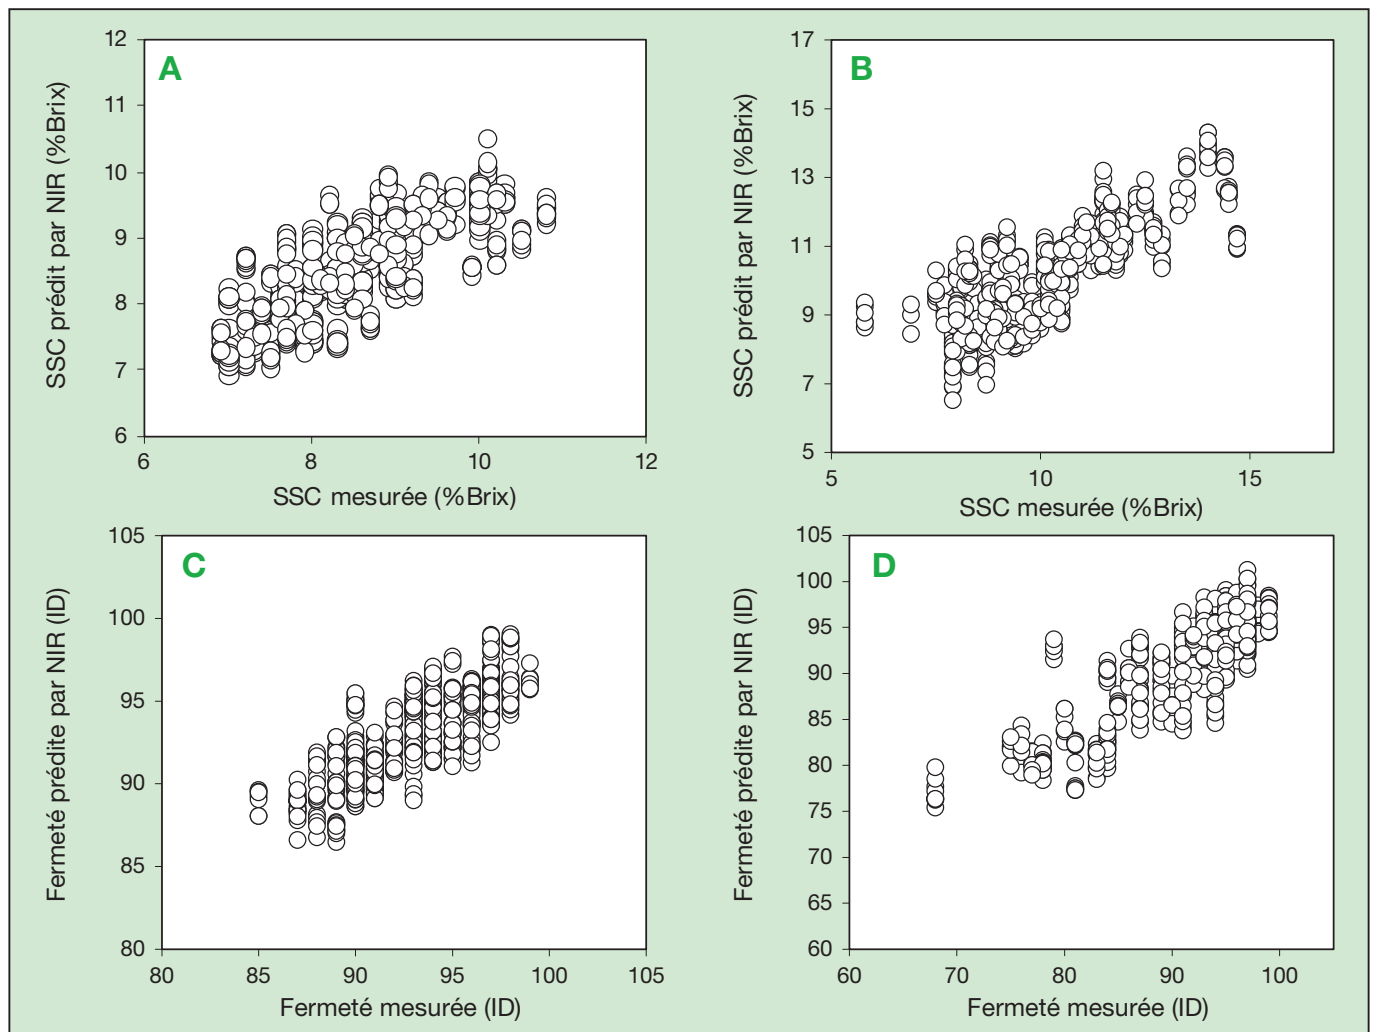 A
SSC prédit par NIR (%Brix)
12
11
10
9
8
7
6
6 8 10 12
SSC mesurée (%Brix)
B
SSC prédit par NIR (%Brix)
17
15
13
11
9
7
5
5 10 15
SSC mesurée (%Brix)
C
Fermeté prédite par NIR (ID)
105
100
95
90
85
80
80 85 90 95 100 105
Fermeté mesurée (ID)
D
Fermeté prédite par NIR (ID)
105
100
95
90
85
80
75
70
65
60
60 70 80 90 100
Fermeté mesurée (ID)